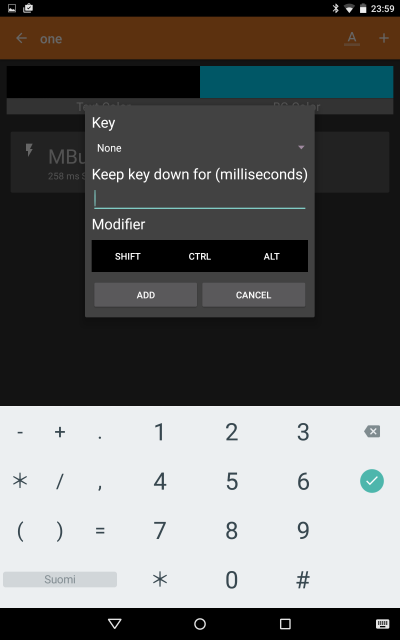 23:59
one
A
+
Text Color
BG Color
Key
MBu
None
258 ms
Keep key down for (milliseconds)
Modifier
SHIFT CTRL ALT
ADD CANCEL
- + . 1 2 3
* / , 4 5 6
( ) = 7 8 9
Suomi * 0 #